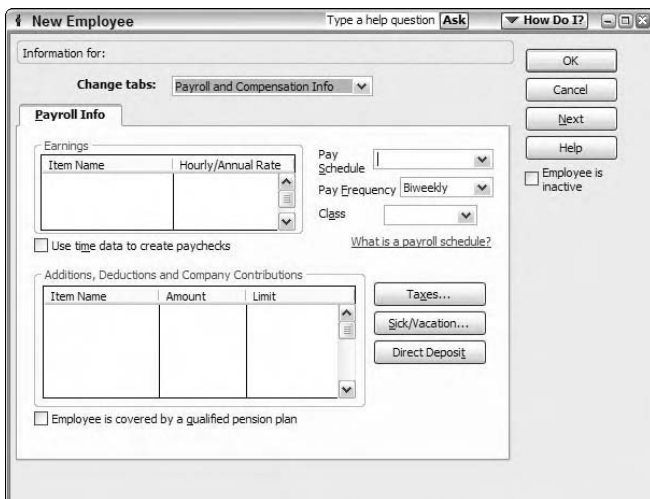 New Employee
Type a help question Ask
How Do I?
Information for:
Change tabs: Payroll and Compensation Info
OK
Cancel
Next
Help
Employee is
inactive
Payroll Info
Earnings
Item Name Hourly/Annual Rate
Use time data to create paychecks
Pay
Schedule
Pay Frequency Biweekly
Class
What is a payroll schedule?
Additions, Deductions and Company Contributions
Item Name Amount Limit
Taxes...
Sick/Vacation...
Direct Deposit
Employee is covered by a qualified pension plan